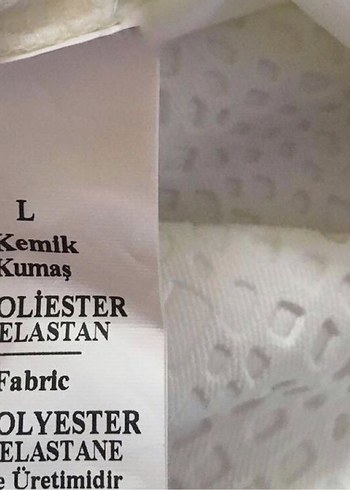 L
Kemik
Kumaş
OLİESTER
ELASTAN
Fabric
OLYESTER
ELASTANE
e Üretimidir